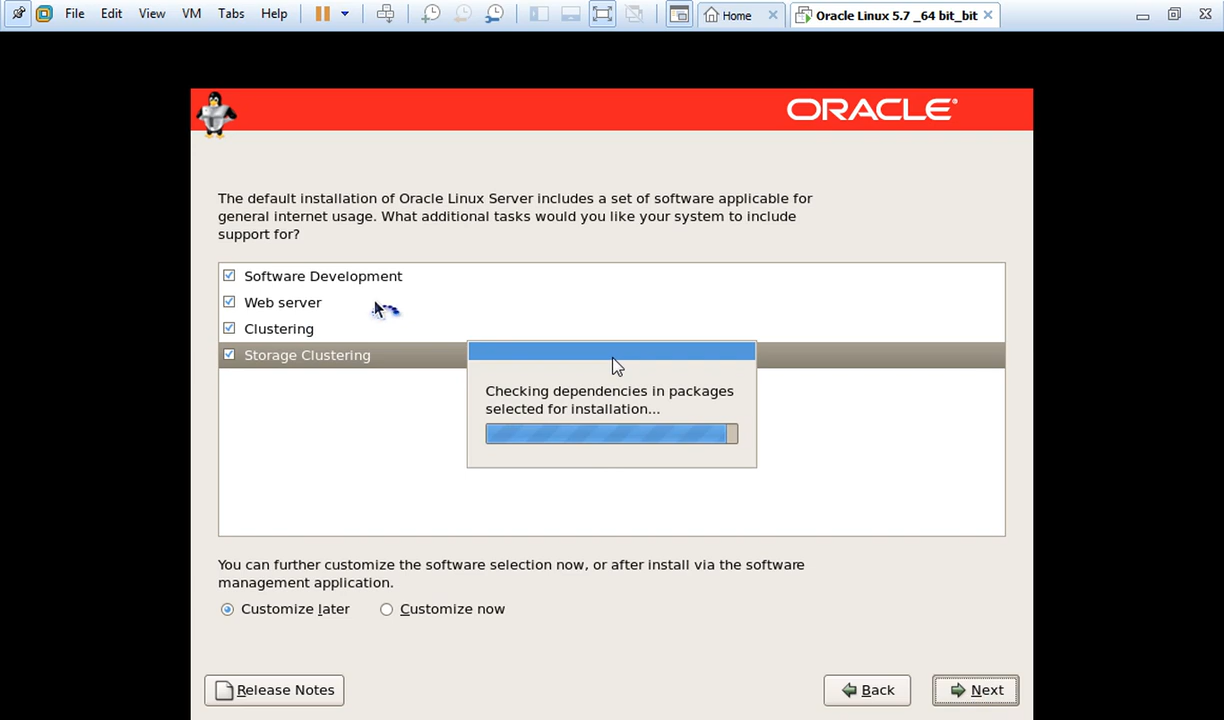 File Edit View VM Tabs Help Home Oracle Linux 5.7 _64 bit_bit
ORACLE®
The default installation of Oracle Linux Server includes a set of software applicable for
general internet usage. What additional tasks would you like your system to include
support for?
Software Development
Web server
Clustering
Storage Clustering
Checking dependencies in packages
selected for installation...
You can further customize the software selection now, or after install via the software
management application.
Customize later Customize now
Release Notes Back Next